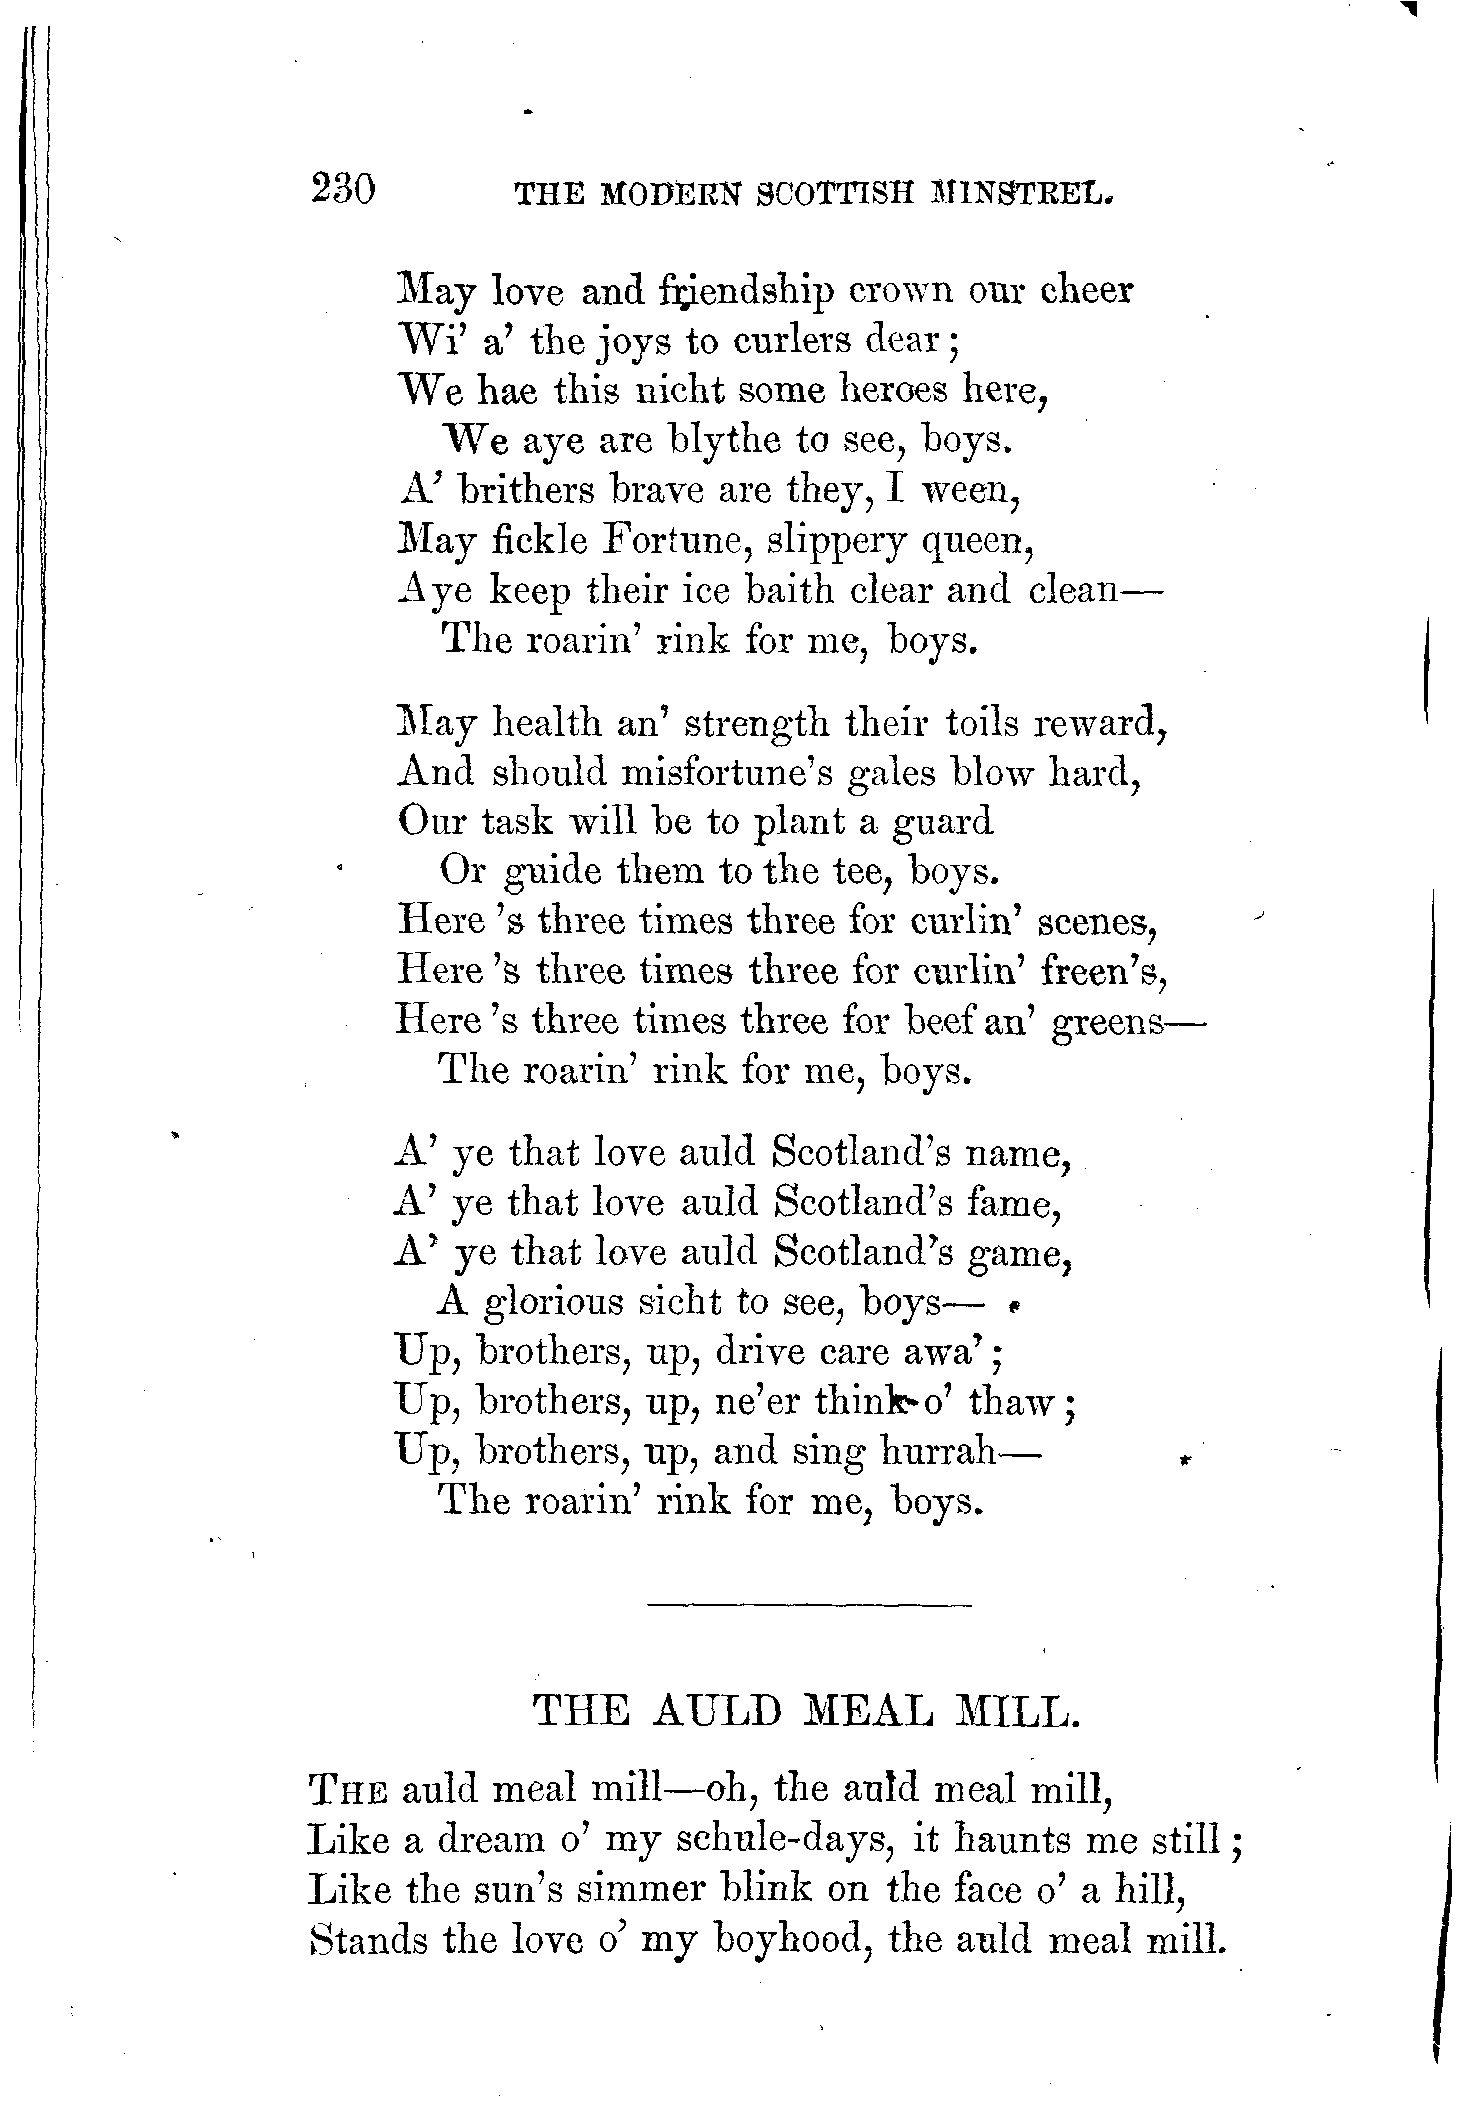 230 THE MODERN SCOTTISH MINSTREL.
May love and friendship crown our cheer
Wi' a' the joys to curlers dear;
We hae this nicht some heroes here,
We aye are blythe to see, boys.
A' brithers brave are they, I ween,
May fickle Fortune, slippery queen,
Aye keep their ice baith clear and clean—
The roarin' rink for me, boys.
May health an' strength their toils reward,
And should misfortune's gales blow hard,
Our task will be to plant a guard
Or guide them to the tee, boys.
Here 's three times three for curlin' scenes,
Here 's three times three for curlin' freen's,
Here 's three times three for beef an' greens—
The roarin' rink for me, boys.
A' ye that love auld Scotland's name,
A' ye that love auld Scotland's fame,
A' ye that love auld Scotland's game,
A glorious sicht to see, boys—
Up, brothers, up, drive care awa';
Up, brothers, up, ne'er think o' thaw;
Up, brothers, up, and sing hurrah—
The roarin' rink for me, boys.
THE AULD MEAL MILL.
THE auld meal mill—oh, the auld meal mill,
Like a dream o' my schule-days, it haunts me still;
Like the sun's simmer blink on the face o' a hill,
Stands the love o' my boyhood, the auld meal mill.